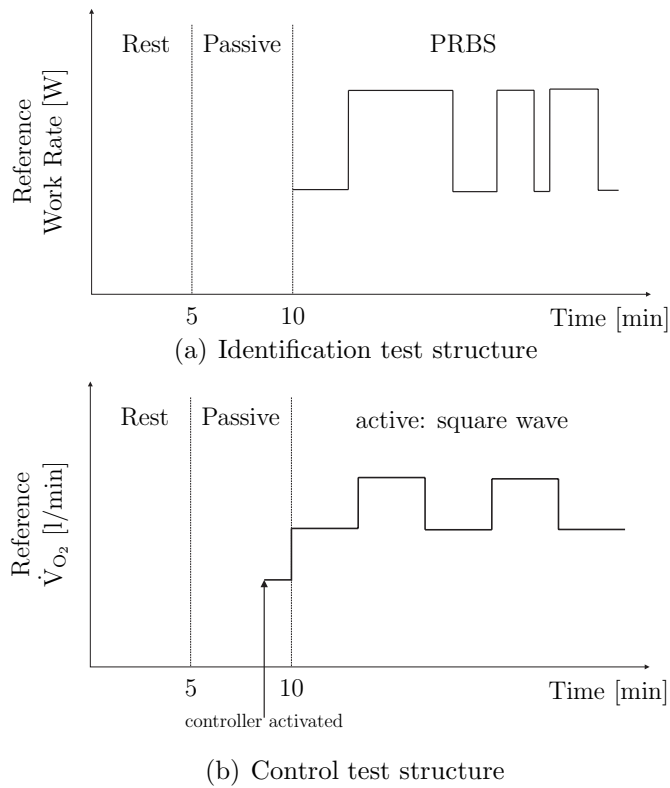 Rest Passive PRBS
Reference
Work Rate [W]
5 10 Time [min]
(a) Identification test structure
Rest Passive active: square wave
Reference
V̇O₂ [l/min]
5 10 Time [min]
controller activated
(b) Control test structure